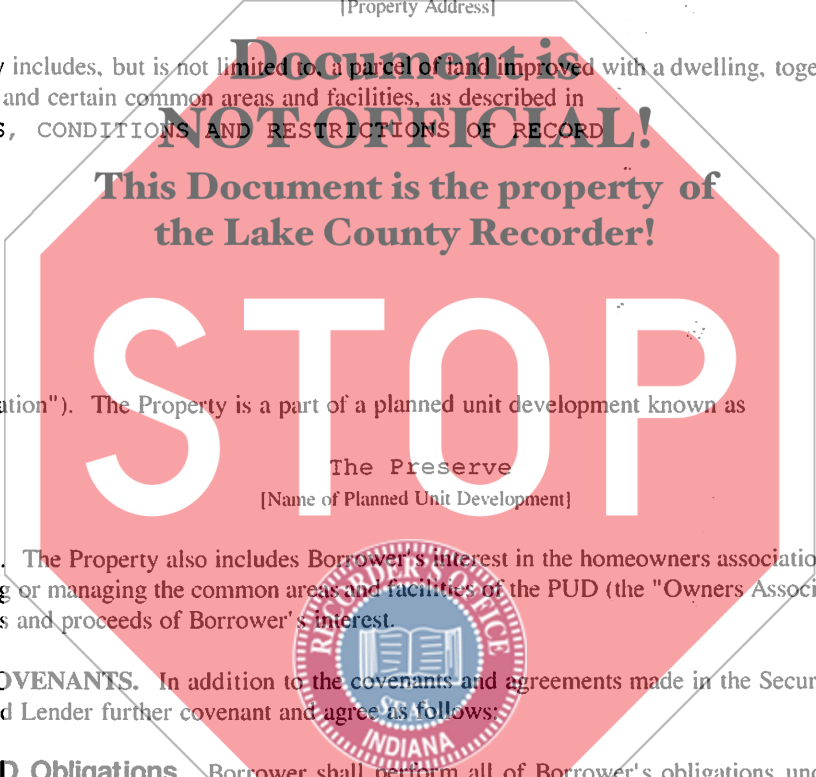 [Property Address]
includes, but is not limited to, a parcel of land improved with a dwelling, toge
and certain common areas and facilities, as described in
S, CONDITIONS AND RESTRICTIONS OF RECORD
Document is
NOT OFFICIAL!
This Document is the property of
the Lake County Recorder!
STOP
ation"). The Property is a part of a planned unit development known as
The Preserve
[Name of Planned Unit Development]
. The Property also includes Borrower's interest in the homeowners associatio
g or managing the common areas and facilities of the PUD (the "Owners Associ
s and proceeds of Borrower's interest.
OVENANTS. In addition to the covenants and agreements made in the Secur
d Lender further covenant and agree as follows:
D Obligations Borrower shall perform all of Borrower's obligations und
RECORDER'S OFFICE
SEAL
INDIANA